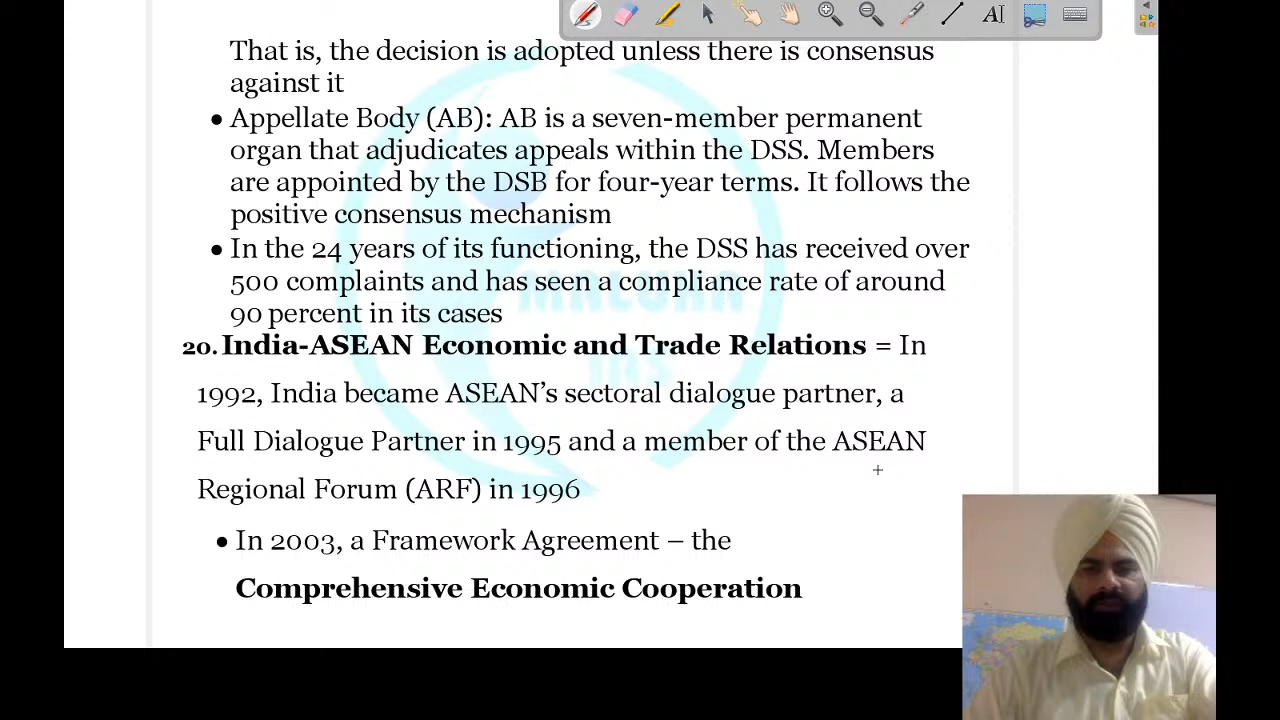 That is, the decision is adopted unless there is consensus
against it
• Appellate Body (AB): AB is a seven-member permanent
organ that adjudicates appeals within the DSS. Members
are appointed by the DSB for four-year terms. It follows the
positive consensus mechanism
• In the 24 years of its functioning, the DSS has received over
500 complaints and has seen a compliance rate of around
90 percent in its cases
20. India-ASEAN Economic and Trade Relations = In
1992, India became ASEAN’s sectoral dialogue partner, a
Full Dialogue Partner in 1995 and a member of the ASEAN
Regional Forum (ARF) in 1996
• In 2003, a Framework Agreement – the
Comprehensive Economic Cooperation